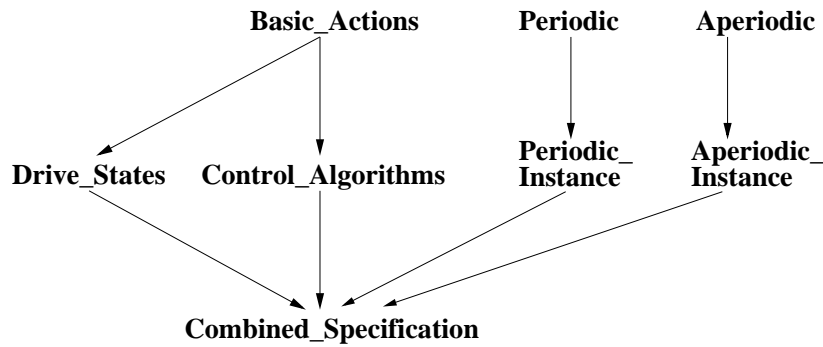 Basic_Actions
Periodic
Aperiodic
Drive_States
Control_Algorithms
Periodic_
Instance
Aperiodic_
Instance
Combined_Specification